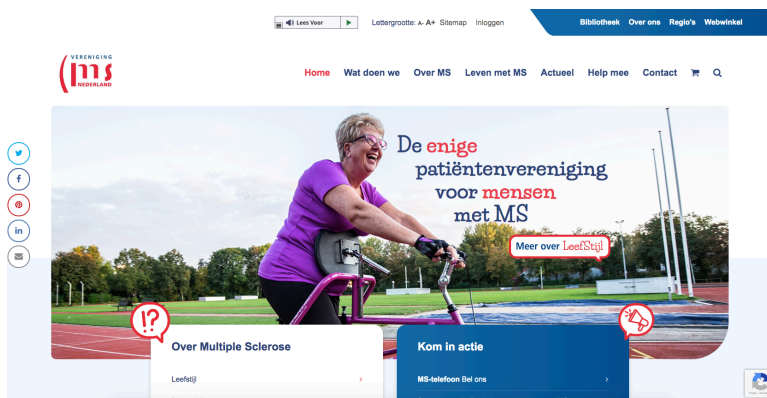 Lees Voor
Lettergrootte: A- A+ Sitemap Inloggen
Bibliotheek Over ons Regio's Webwinkel
VERENIGING
ms
NEDERLAND
Home Wat doen we Over MS Leven met MS Actueel Help mee Contact
De enige
patiëntenvereniging
voor mensen
met MS
Meer over LeefStijl
!?
Over Multiple Sclerose
Kom in actie
Leefstijl
MS-telefoon Bel ons